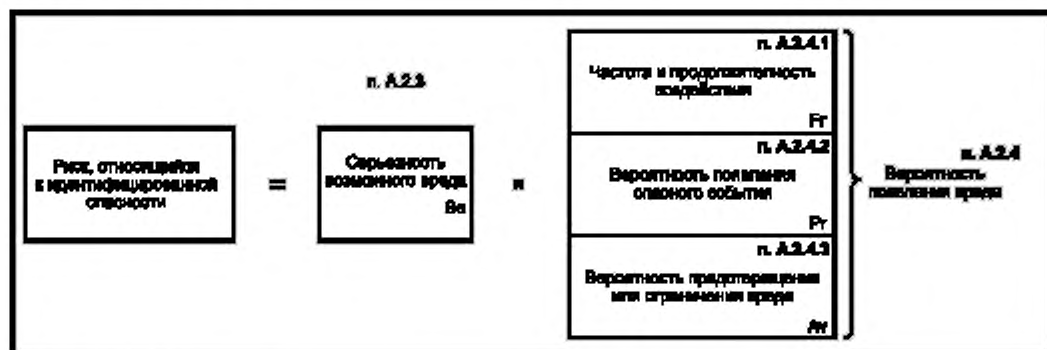 Риск, относящийся
к идентифицированной
опасности
=
п. А.2.3
Серьезность
возможного вреда
Se
и
п. А.2.4.1
Частота и продолжительность
воздействия
Fr
п. А.2.4.2
Вероятность появления
опасного события
Pr
п. А.2.4.3
Вероятность предотвращения
или ограничения вреда
Av
п. А.2.4
Вероятность
появления вреда